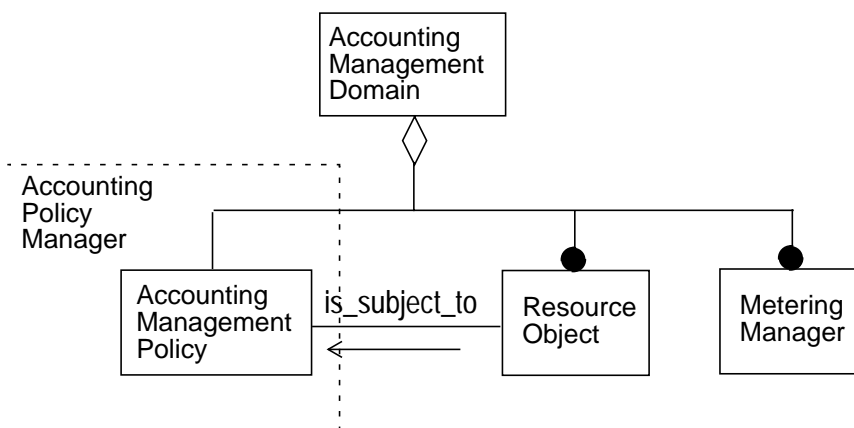 Accounting
Management
Domain
Accounting
Policy
Manager
Accounting
Management
Policy
is_subject_to
Resource
Object
Metering
Manager